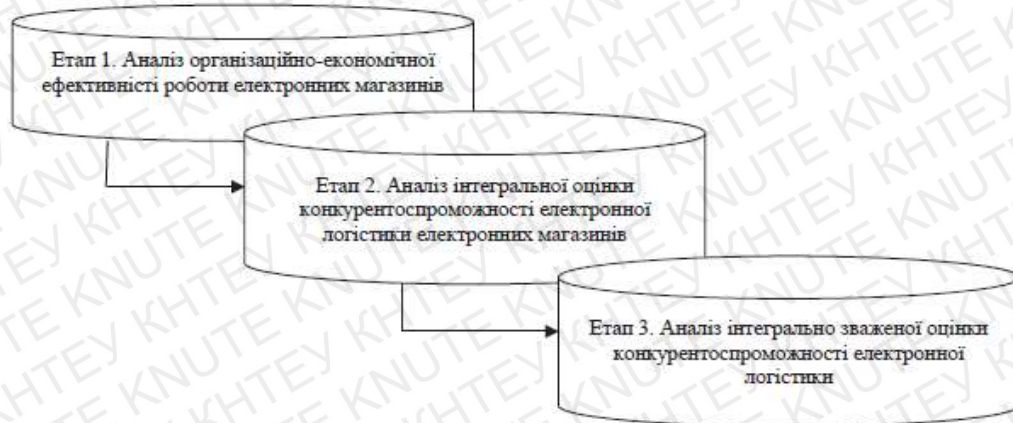 Етап 1. Аналіз організаційно-економічної
ефективністі роботи електронних магазинів
Етап 2. Аналіз інтегральної оцінки
конкурентоспроможності електронної
логістики електронних магазинів
Етап 3. Аналіз інтегрально зваженої оцінки
конкурентоспроможності електронної
логістики